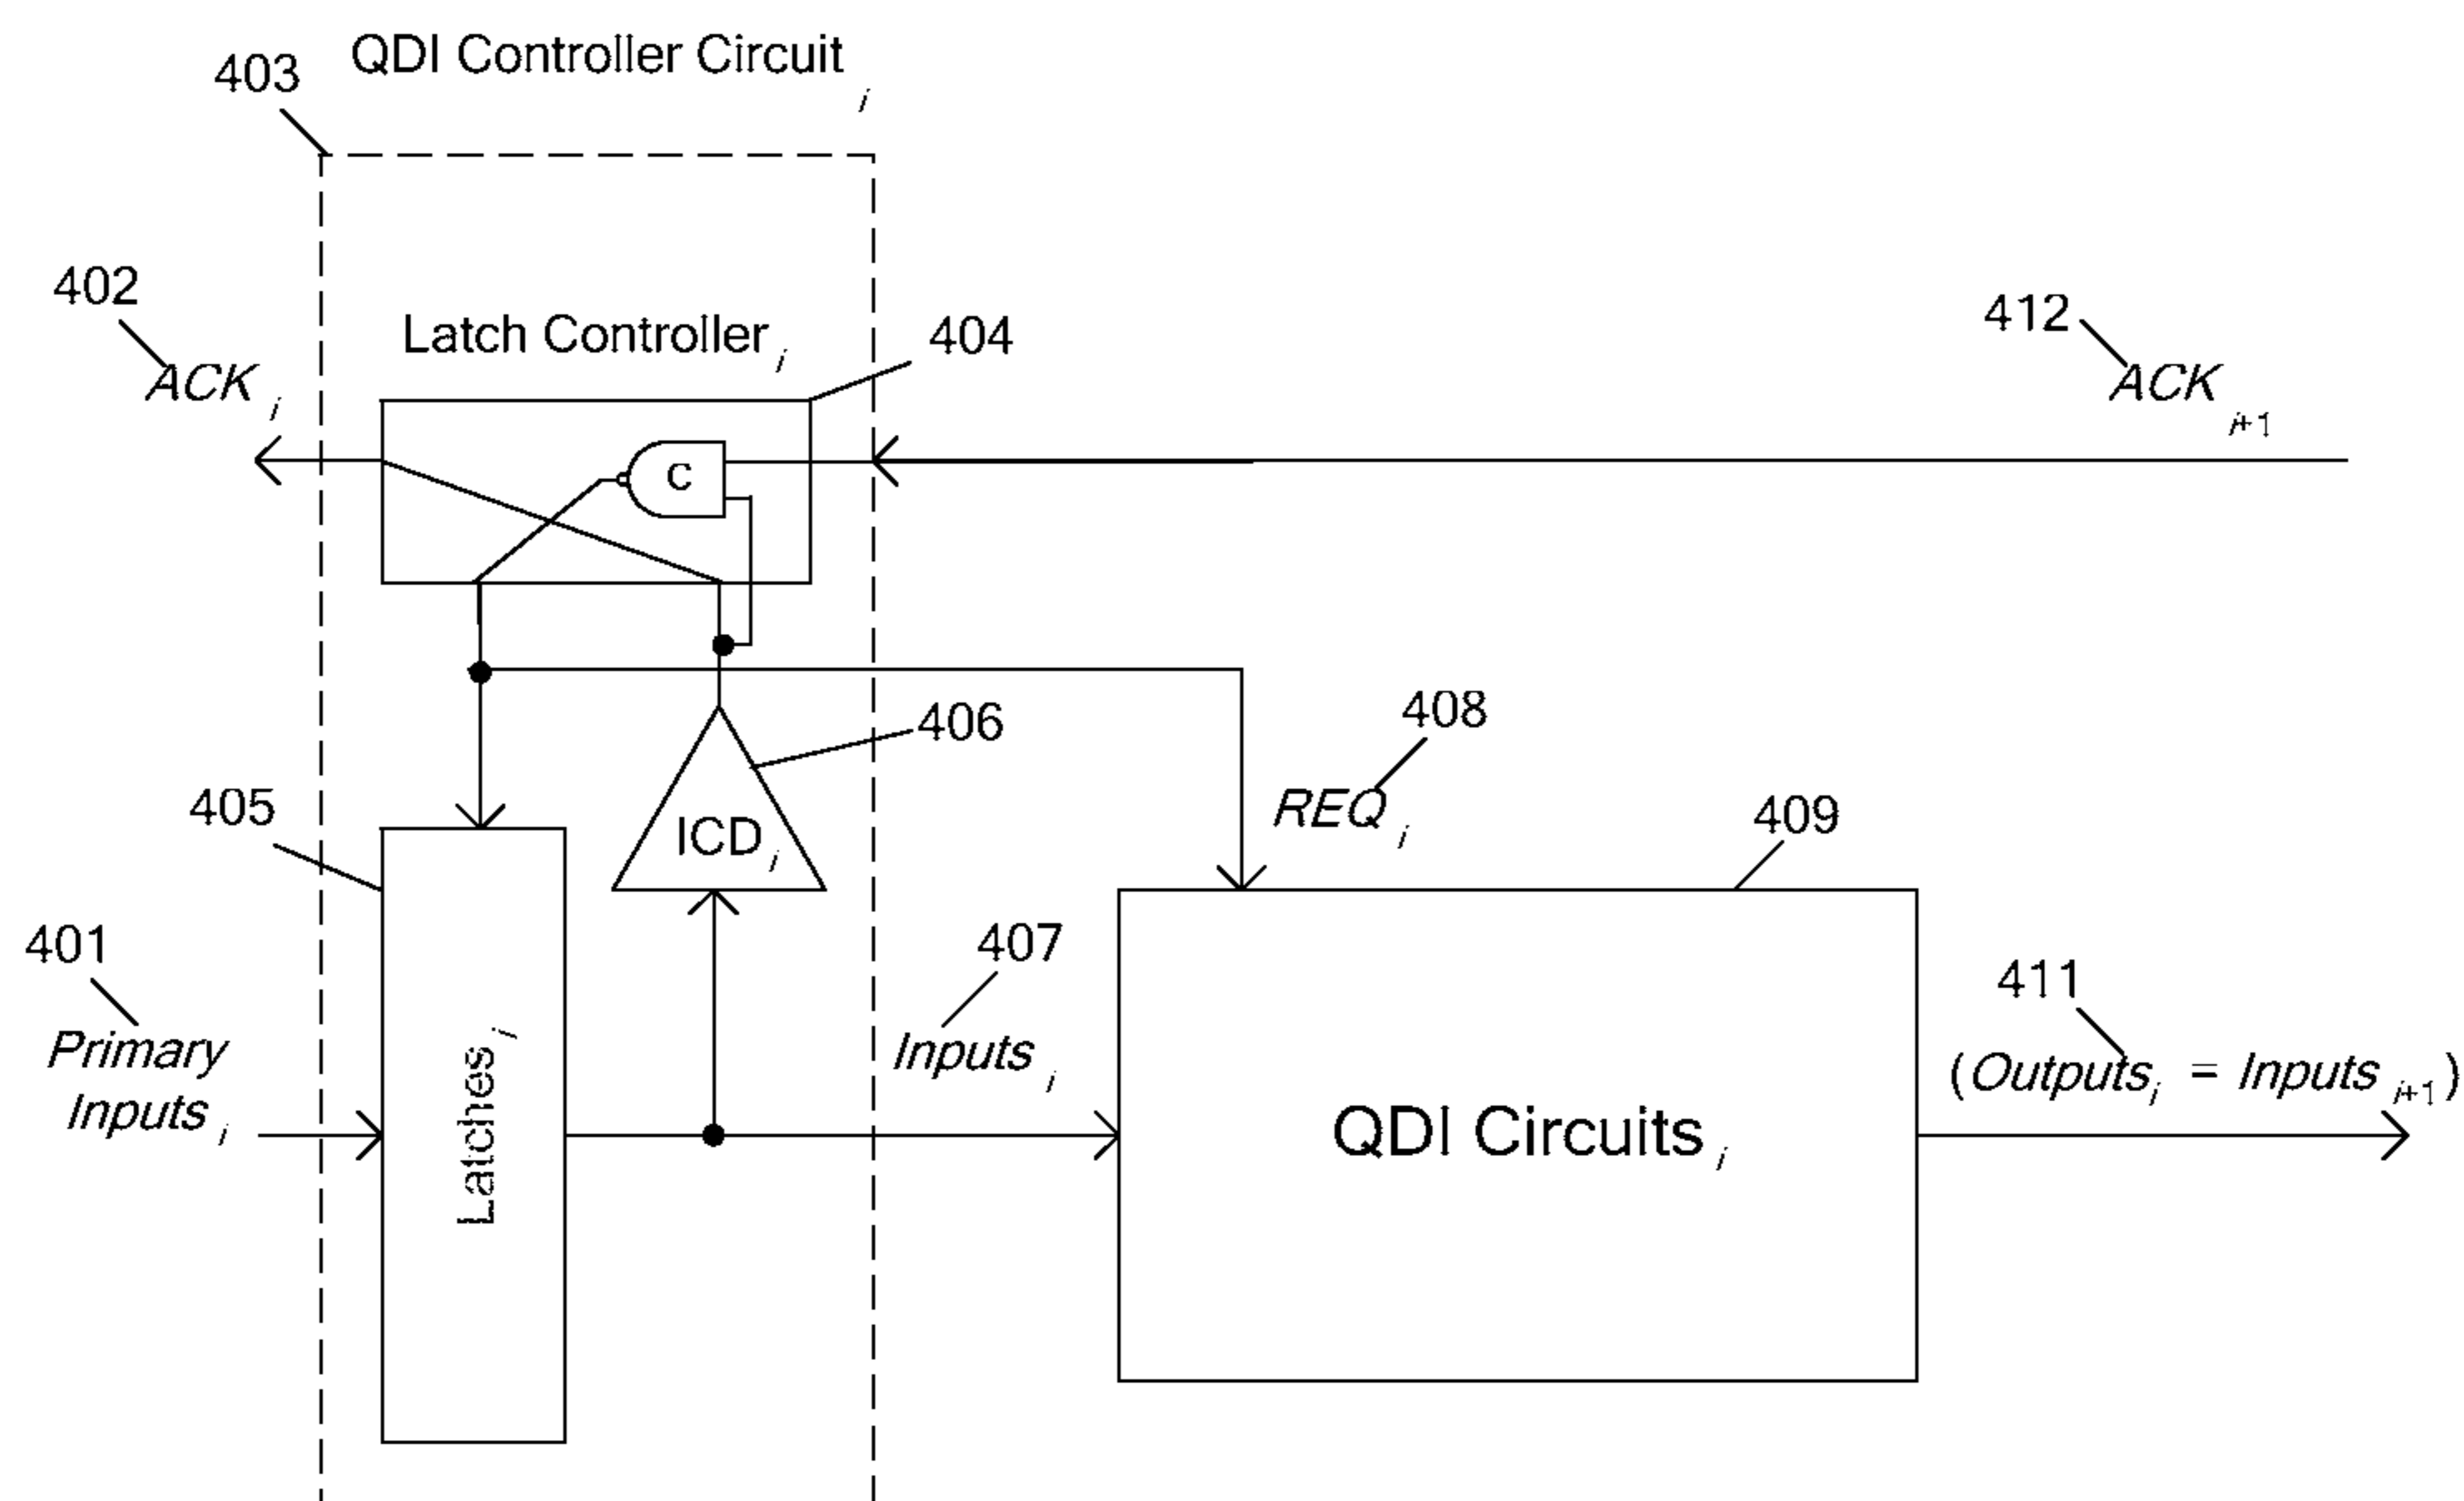 QDI Controller Circuit i
403
402
ACK i
Latch Controller i
404
412
ACK i+1
C
406
408
REQ i
405
ICD i
409
401
Primary
Inputs i
407
Inputs i
411
(Outputs i = Inputs i+1)
Latches i
QDI Circuits i